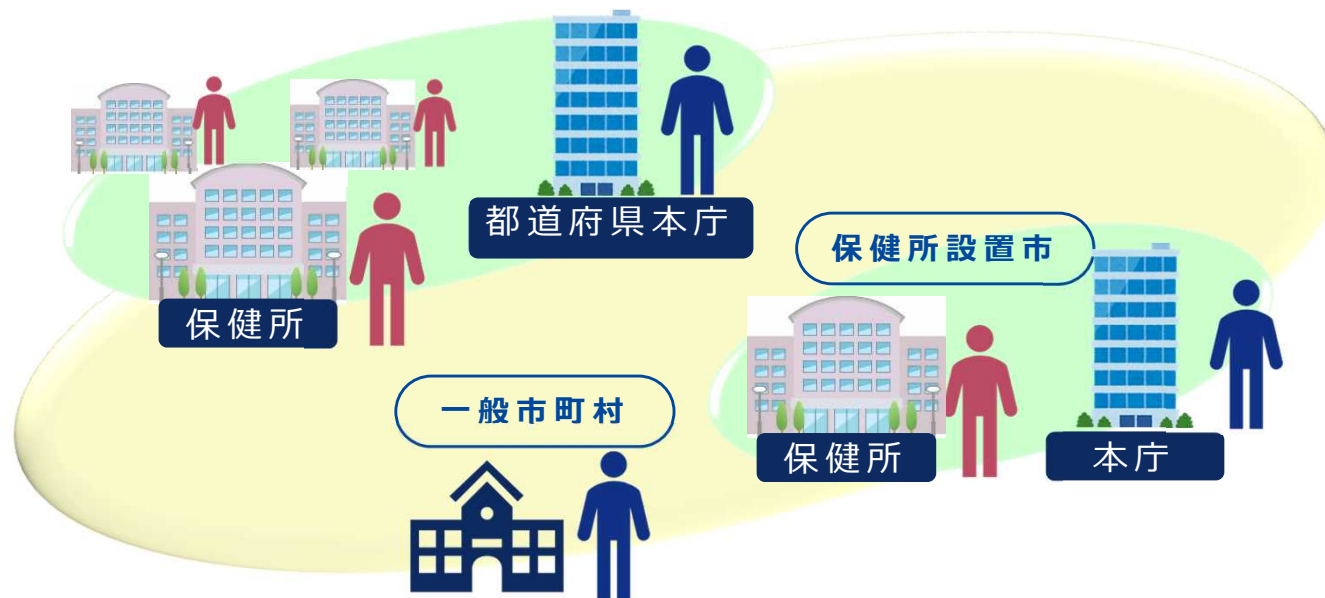 都道府県本庁
保健所
保健所設置市
一般市町村
保健所
本庁